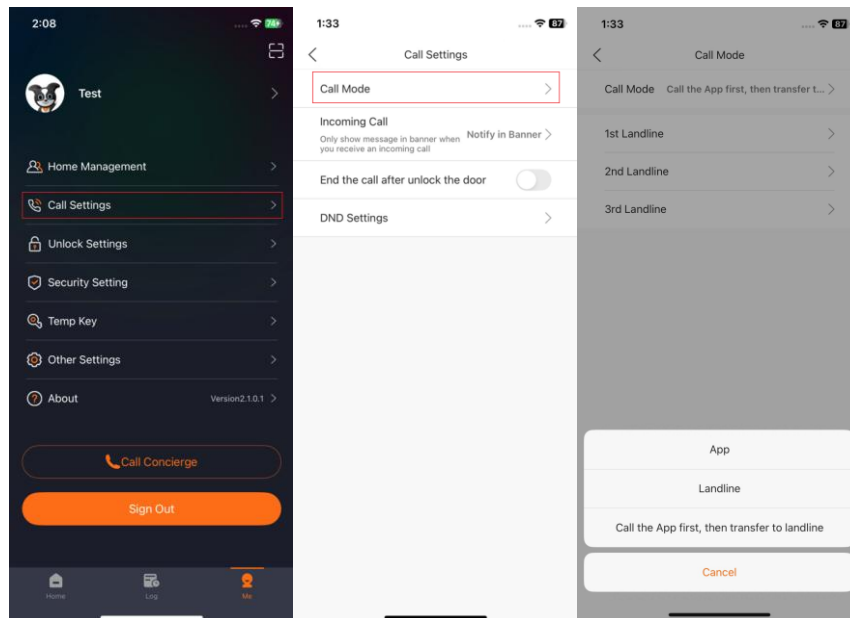 2:08
74
Test
Home Management
Call Settings
Unlock Settings
Security Setting
Temp Key
Other Settings
About Version2.1.0.1
Call Concierge
Sign Out
Home Log Me
1:33
87
Call Settings
Call Mode
Incoming Call
Only show message in banner when Notify in Banner
you receive an incoming call
End the call after unlock the door
DND Settings
1:33
87
Call Mode
Call Mode Call the App first, then transfer t...
1st Landline
2nd Landline
3rd Landline
App
Landline
Call the App first, then transfer to landline
Cancel